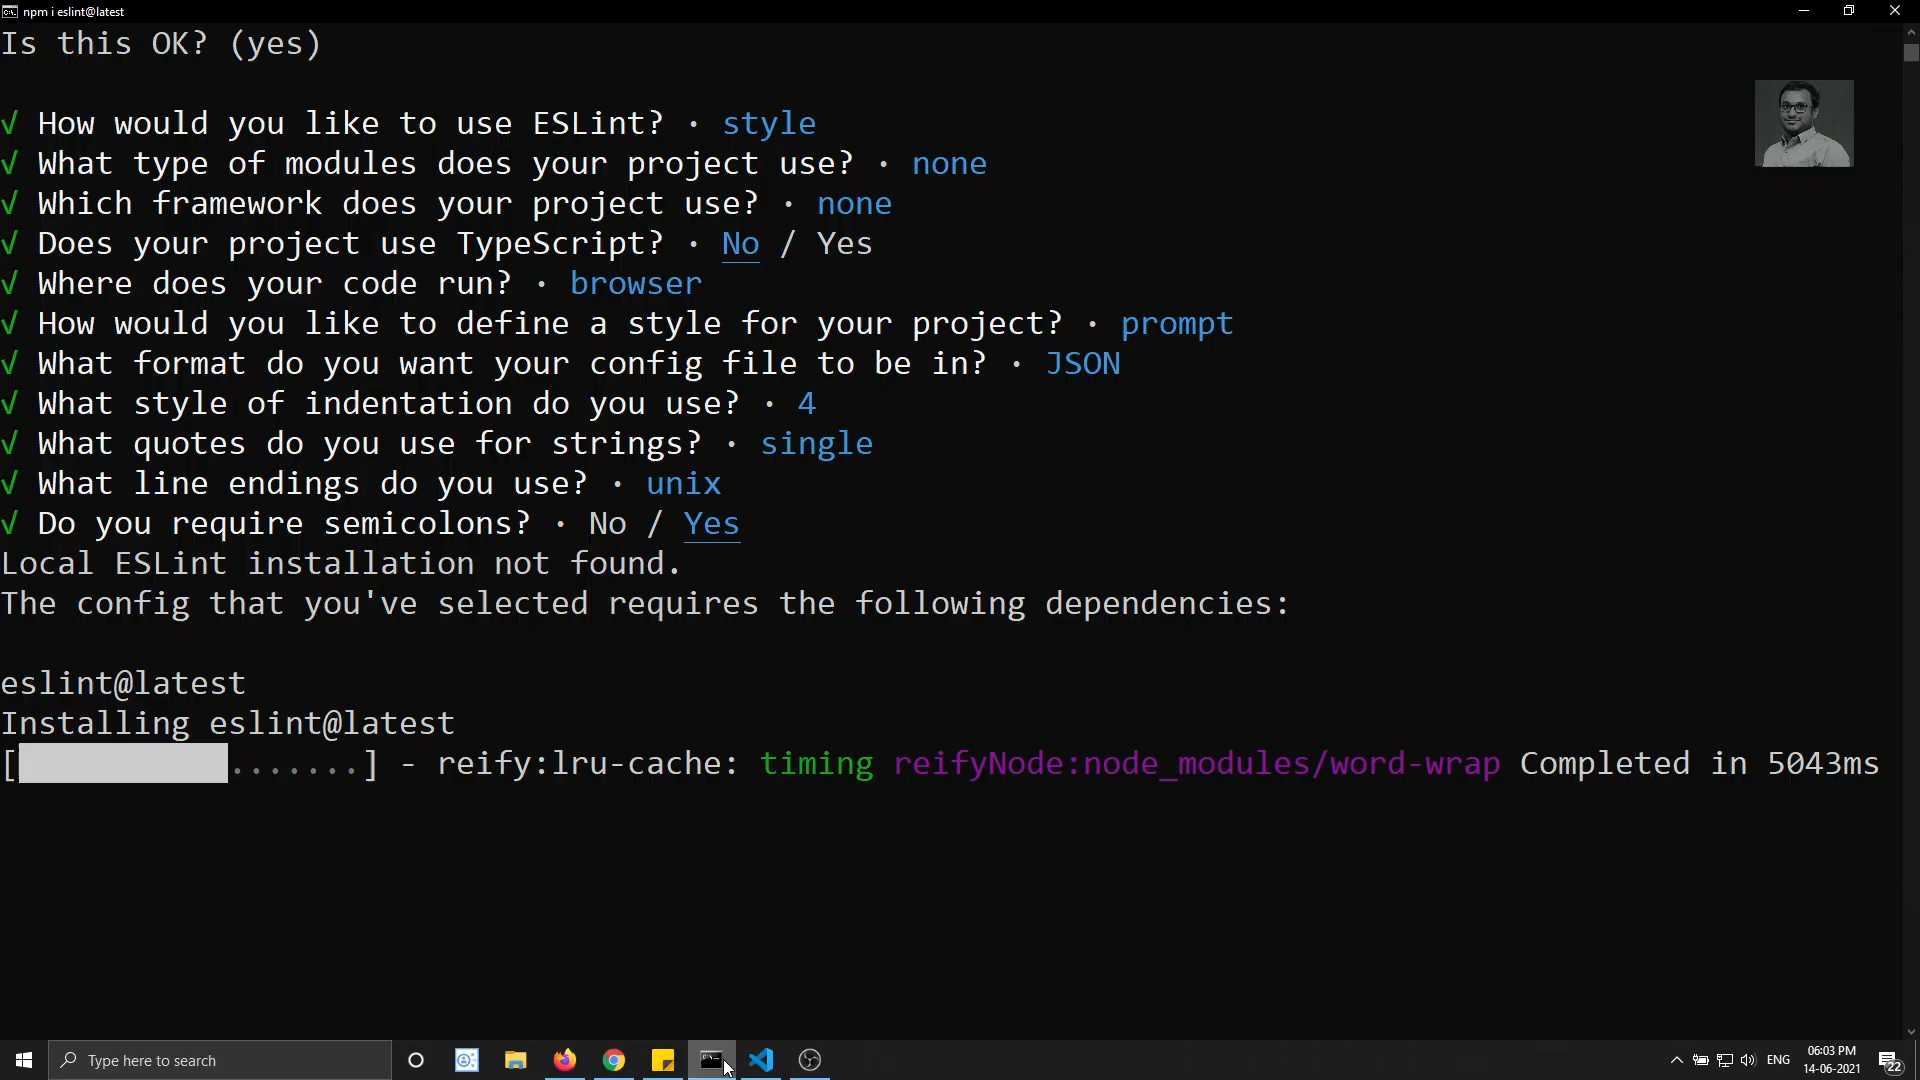 npm i eslint@latest
Is this OK? (yes)
√ How would you like to use ESLint? · style
√ What type of modules does your project use? · none
√ Which framework does your project use? · none
√ Does your project use TypeScript? · No / Yes
√ Where does your code run? · browser
√ How would you like to define a style for your project? · prompt
√ What format do you want your config file to be in? · JSON
√ What style of indentation do you use? · 4
√ What quotes do you use for strings? · single
√ What line endings do you use? · unix
√ Do you require semicolons? · No / Yes
Local ESLint installation not found.
The config that you've selected requires the following dependencies:
eslint@latest
Installing eslint@latest
[.......] - reify:lru-cache: timing reifyNode:node_modules/word-wrap Completed in 5043ms
Type here to search
ENG
06:03 PM
14-06-2021
22